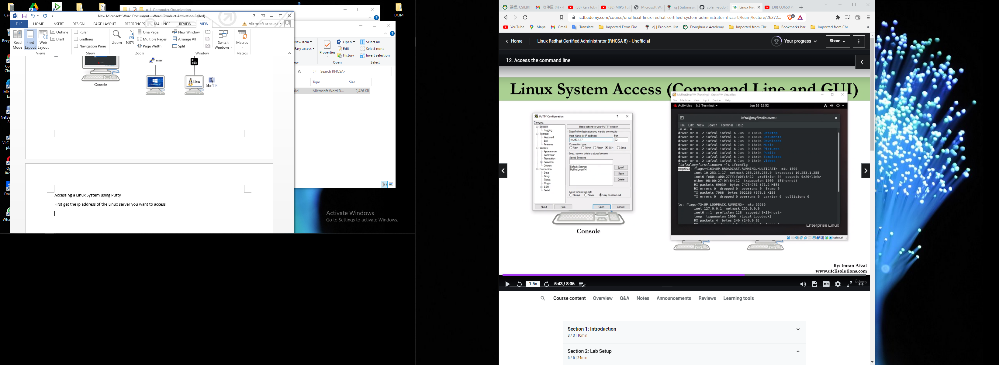 Computer Organization
DCIM
New Microsoft Word Document - Word (Product Activation Failed)
FILE HOME INSERT DESIGN PAGE LAYOUT REFERENCES MAILINGS REVIEW VIEW Microsoft account
Read Mode
Print Layout
Web Layout
Outline
Draft
Views
Ruler
Gridlines
Navigation Pane
Show
Zoom
100%
One Page
Multiple Pages
Page Width
Zoom
New Window
Arrange All
Split
Switch Windows
Window
Macros
Macros
New item
Easy access
Properties
Open
Edit
History
Open
Select all
Select none
Invert selection
Select
Search RHCSA-
Type Size
Microsoft Word D... 2,426 KB
PuTTY
SSH
Console
Linux
Mac OS
Accessing a Linux System using Putty
First get the ip address of the Linux server you want to access
Activate Windows
Go to Settings to activate Windows.
課程: CSIEB0
收件匣 (4) - 4
(38) Kari Job
(38) MIPS Tut
Microsoft Wo
oj | Submissi
colani-sudo
Linux Re
(38) CO650 V
icdf.udemy.com/course/unofficial-linux-redhat-certified-system-administrator-rhcsa-8/learn/lecture/26272...
YouTube Maps Gmail Translate Imported From Fire... oj | Problem List Donghua e Academy Imported from Chr... Bookmarks bar Imported from Chr...
Home
Linux Redhat Certified Administrator (RHCSA 8) - Unofficial
Your progress
Share
12. Access the command line
Linux System Access (Command Line and GUI)
PuTTY Configuration
Category:
Session
Logging
Terminal
Keyboard
Bell
Features
Window
Appearance
Behaviour
Translation
Selection
Colours
Connection
Data
Proxy
Telnet
Rlogin
SSH
Serial
Basic options for your PuTTY session
Specify the destination you want to connect to
Host Name (or IP address) Port
10.253.1.17 22
Connection type:
Raw Telnet Rlogin SSH Serial
Load, save or delete a stored session
Saved Sessions
Default Settings
MyFirstLinuxVM
Load
Save
Delete
Close window on exit:
Always Never Only on clean exit
About Help Open Cancel
Console
MyFirstLinuxVM [Running] - Oracle VM VirtualBox
File Machine View Input Devices Help
Activities Terminal Jun 16 15:52
iafzal@myfirstlinuxvm:~
File Edit View Search Terminal Help
total 0
drwxr-xr-x. 2 iafzal iafzal 6 Jun 9 18:04 Desktop
drwxr-xr-x. 2 iafzal iafzal 6 Jun 9 18:04 Documents
drwxr-xr-x. 2 iafzal iafzal 6 Jun 9 18:04 Downloads
drwxr-xr-x. 2 iafzal iafzal 6 Jun 9 18:04 Music
drwxr-xr-x. 2 iafzal iafzal 6 Jun 9 18:04 Pictures
drwxr-xr-x. 2 iafzal iafzal 6 Jun 9 18:04 Public
drwxr-xr-x. 2 iafzal iafzal 6 Jun 9 18:04 Templates
drwxr-xr-x. 2 iafzal iafzal 6 Jun 9 18:04 Videos
[iafzal@myfirstlinuxvm ~]$ ifconfig
enp0s3: flags=4163<UP,BROADCAST,RUNNING,MULTICAST> mtu 1500
inet 10.253.1.17 netmask 255.255.255.0 broadcast 10.253.1.255
inet6 fe80::a00:27ff:fe0f:8412 prefixlen 64 scopeid 0x20<link>
ether 08:00:27:0f:84:12 txqueuelen 1000 (Ethernet)
RX packets 69630 bytes 74734731 (71.2 MiB)
RX errors 0 dropped 0 overruns 0 frame 0
TX packets 7988 bytes 592186 (578.3 KiB)
TX errors 0 dropped 0 overruns 0 carrier 0 collisions 0
lo: flags=73<UP,LOOPBACK,RUNNING> mtu 65536
inet 127.0.0.1 netmask 255.0.0.0
inet6 ::1 prefixlen 128 scopeid 0x10<host>
loop txqueuelen 1000 (Local Loopback)
RX packets 4 bytes 240 (240.0 B)
Enterprise Linux
Right Ctrl
By: Imran Afzal
www.utclisolutions.com
1.5x
5:43 / 8:36
ûdemy
Course content Overview Q&A Notes Announcements Reviews Learning tools
Section 1: Introduction
3 / 3 | 10min
Section 2: Lab Setup
6 / 6 | 24min